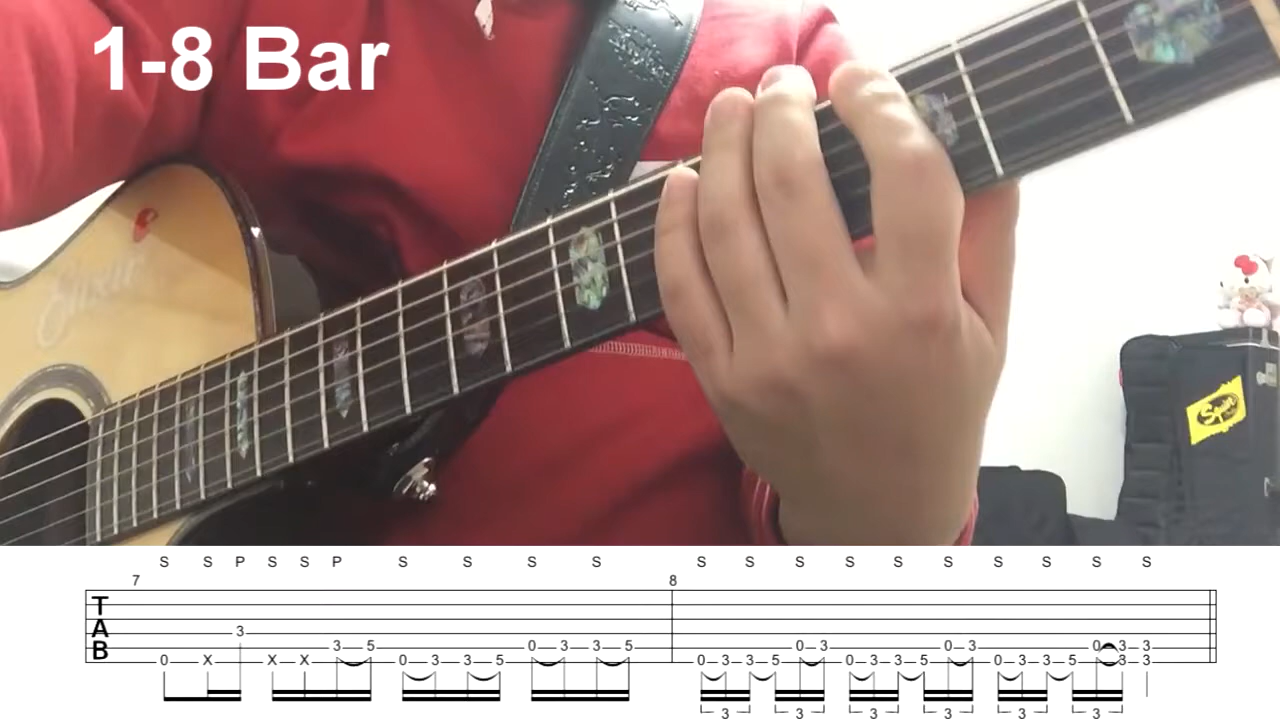 1-8 Bar
Elixir
Squier
S S P S S P S S S S S S S S S S S S S S
7 8
T
A
B
3
3 5 0 3 3 5 0 3 0 3 0 3 3
0 X X X 0 3 3 5 0 3 3 5 0 3 3 5 0 3 3 5 3 3
3 3 3 3 3 3